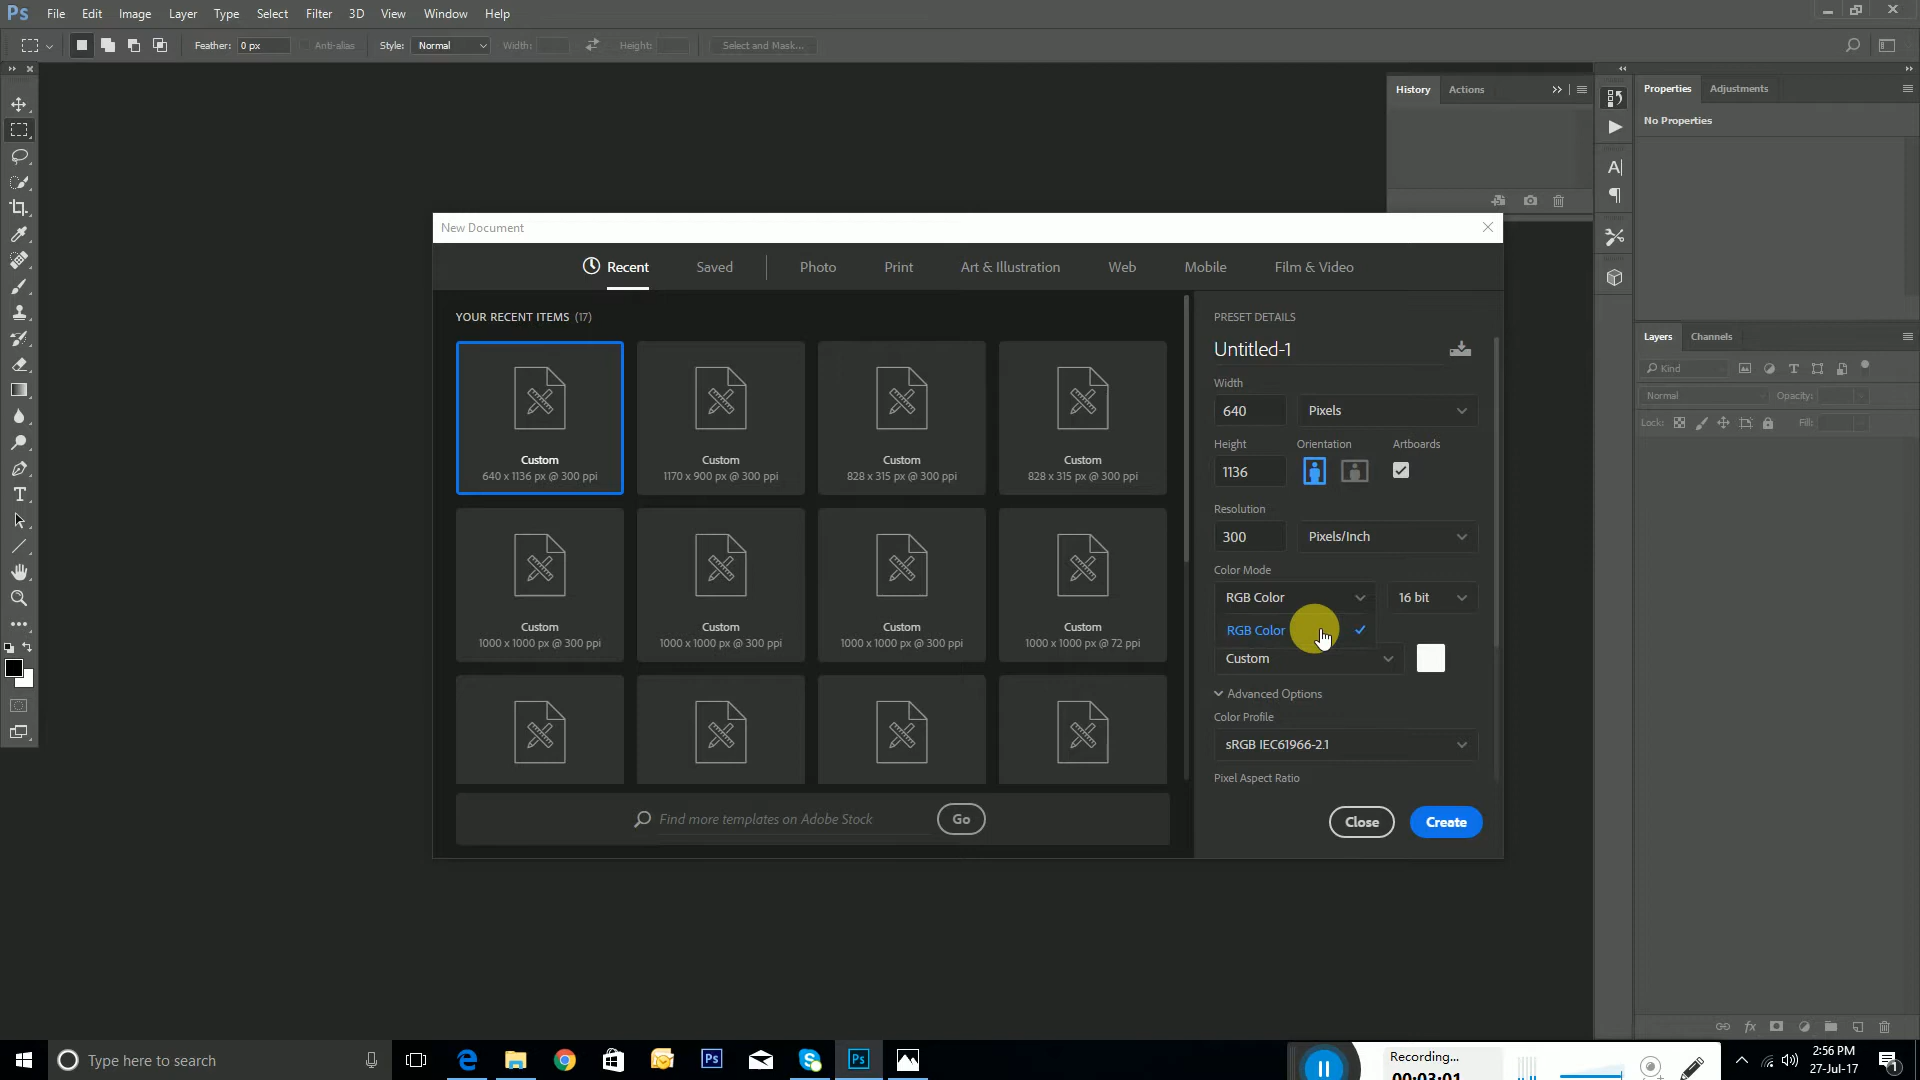 Ps File Edit Image Layer Type Select Filter 3D View Window Help
Feather: 0 px Anti-alias Style: Normal Width: Height: Select and Mask...
History Actions
Properties Adjustments
No Properties
New Document
Recent Saved Photo Print Art & Illustration Web Mobile Film & Video
YOUR RECENT ITEMS (17)
Custom
640 x 1136 px @ 300 ppi
Custom
1170 x 900 px @ 300 ppi
Custom
828 x 315 px @ 300 ppi
Custom
828 x 315 px @ 300 ppi
Custom
1000 x 1000 px @ 300 ppi
Custom
1000 x 1000 px @ 300 ppi
Custom
1000 x 1000 px @ 300 ppi
Custom
1000 x 1000 px @ 72 ppi
Find more templates on Adobe Stock Go
PRESET DETAILS
Untitled-1
Width
640 Pixels
Height Orientation Artboards
1136
Resolution
300 Pixels/Inch
Color Mode
RGB Color 16 bit
RGB Color
Custom
Advanced Options
Color Profile
sRGB IEC61966-2.1
Pixel Aspect Ratio
Close Create
Layers Channels
Kind
Normal Opacity:
Lock: Fill:
Type here to search
Ps
Ps
Recording...
00:03:01
2:56 PM
27-Jul-17
1